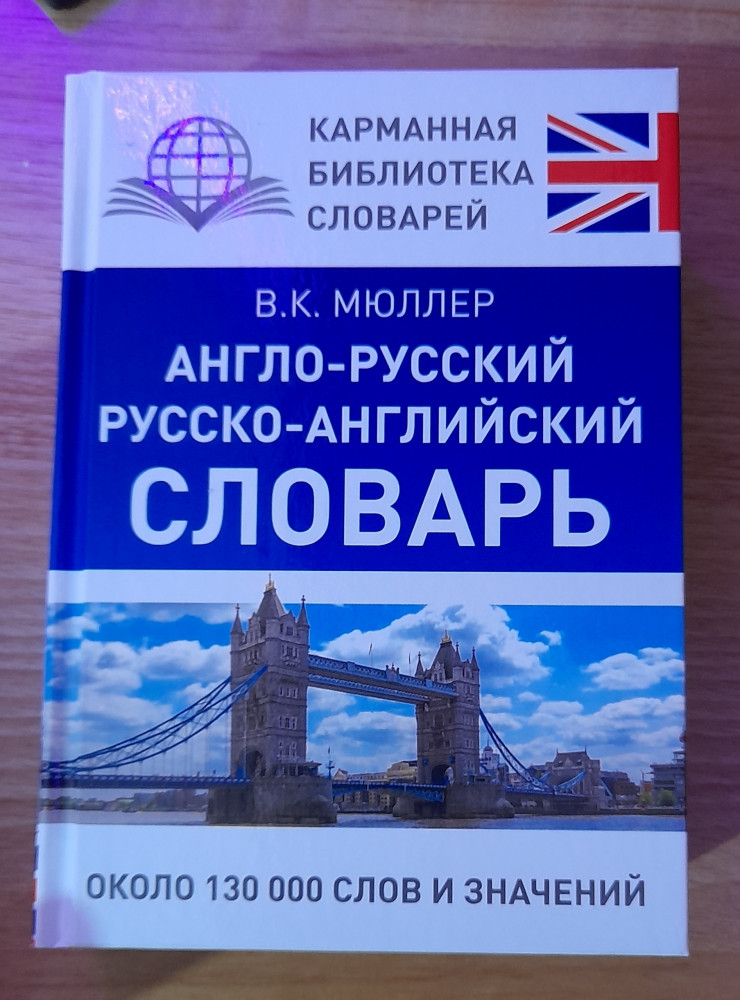 КАРМАННАЯ
БИБЛИОТЕКА
СЛОВАРЕЙ
В.К. МЮЛЛЕР
АНГЛО-РУССКИЙ
РУССКО-АНГЛИЙСКИЙ
СЛОВАРЬ
ОКОЛО 130 000 СЛОВ И ЗНАЧЕНИЙ